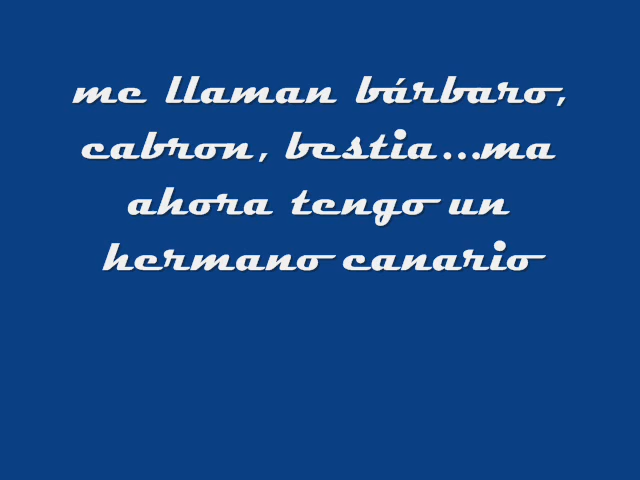 me llaman bárbaro,
cabron, bestia...ma
ahora tengo un
hermano canario